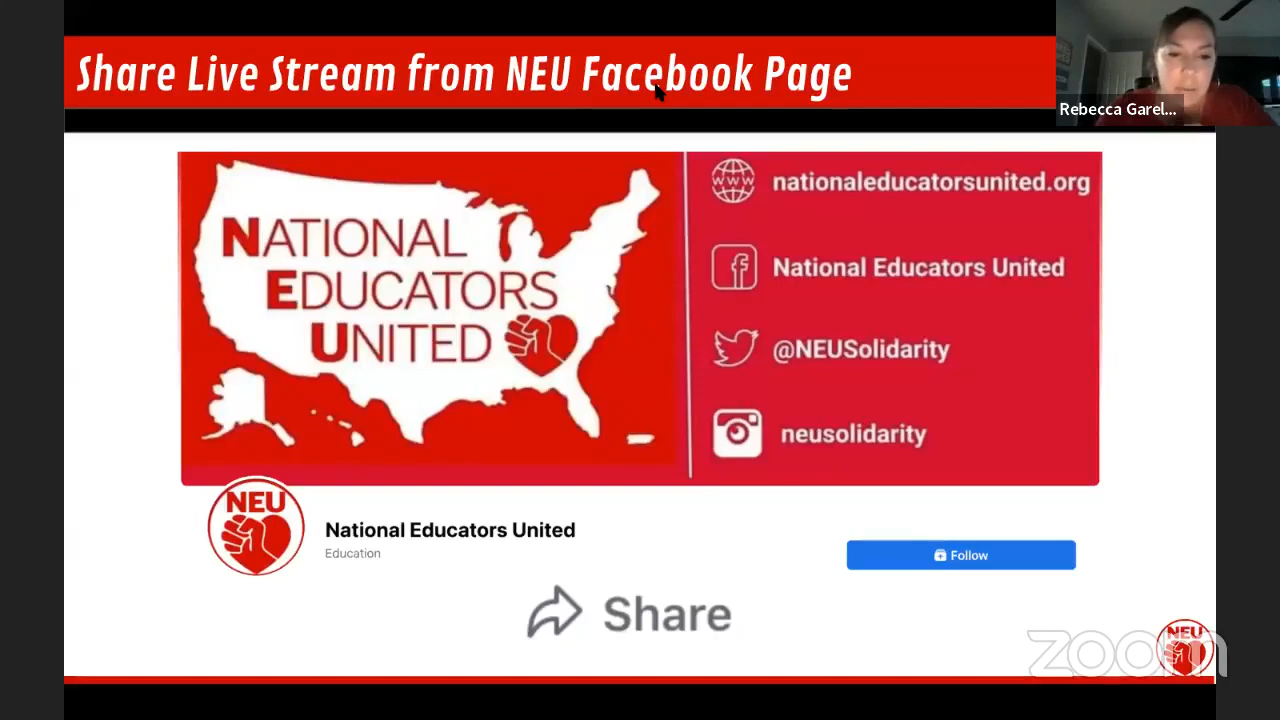 Share Live Stream from NEU Facebook Page
Rebecca Garel...
NATIONAL
EDUCATORS
UNITED
www
nationaleducatorsunited.org
National Educators United
@NEUSolidarity
neusolidarity
NEU
National Educators United
Education
Follow
Share
zoom
NEU